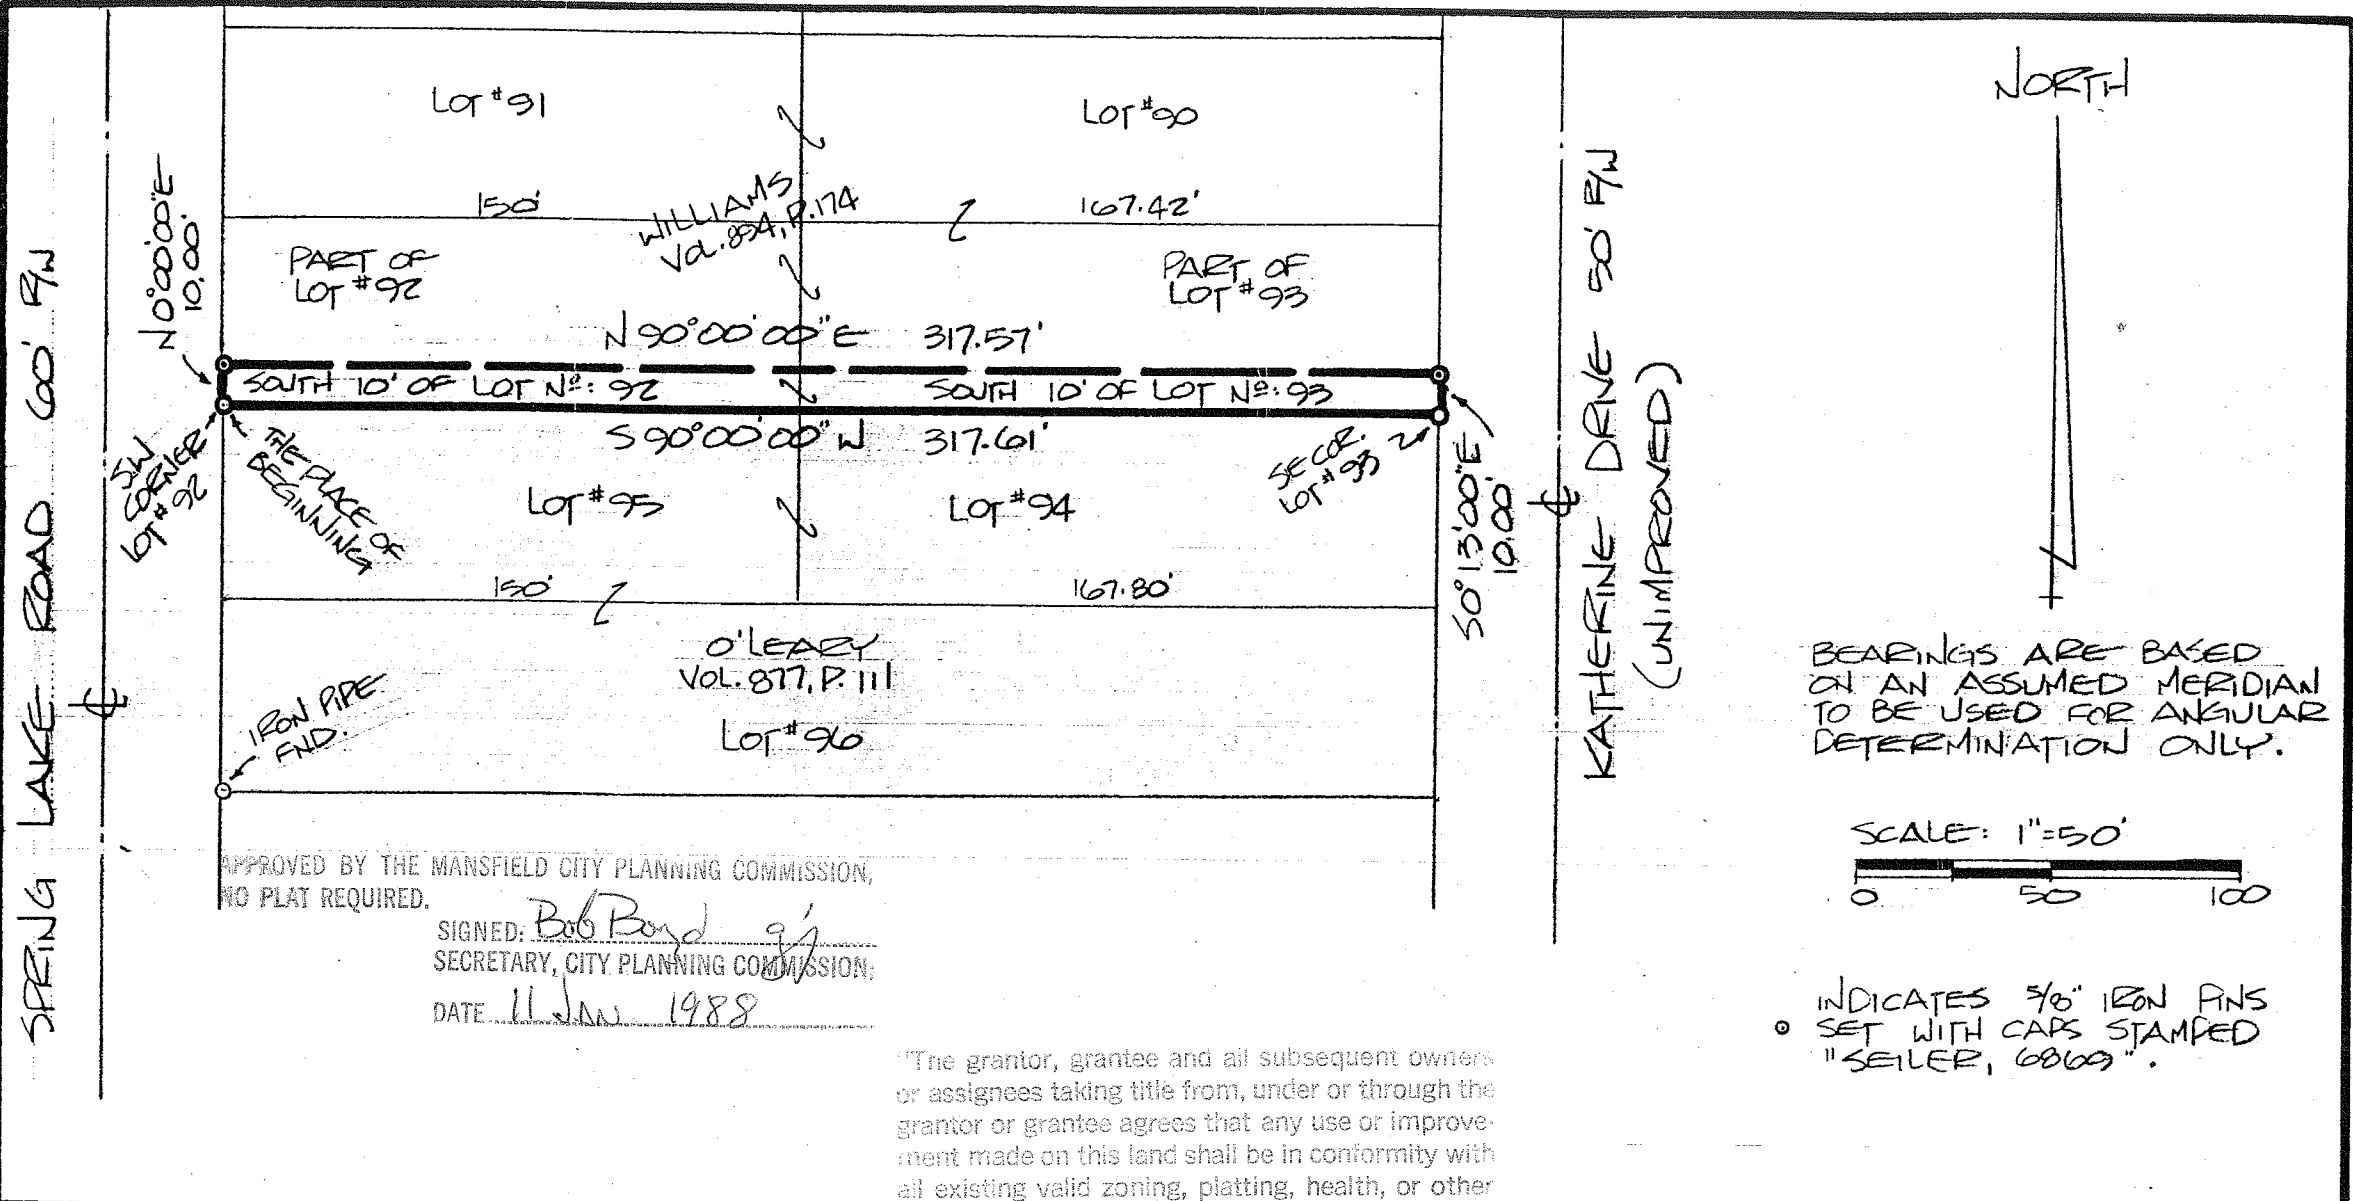 LOT #91
LOT #90
NORTH
150'
167.42'
WILLIAMS
VOL. 894, P. 174
N 0°00'00" E
10.00'
PART OF
LOT #92
PART OF
LOT #93
N 90°00'00" E 317.57'
SOUTH 10' OF LOT Nº: 92
SOUTH 10' OF LOT Nº: 93
S 90°00'00" W 317.61'
S.W.
CORNER
LOT #92
THE PLACE OF
BEGINNING
SE COR.
LOT #93
S 0°13'00" E
10.00'
LOT #95
LOT #94
150'
167.80'
O'LEARY
VOL. 877, P. 111
LOT #96
IRON PIPE
FND.
SPRING LAKE ROAD 60' R/W
KATHERINE DRIVE 50' R/W
(UNIMPROVED)
BEARINGS ARE BASED
ON AN ASSUMED MERIDIAN
TO BE USED FOR ANGULAR
DETERMINATION ONLY.
SCALE: 1"=50'
0 50 100
INDICATES 5/8" IRON PINS
SET WITH CAPS STAMPED
"SEILER, 6869".
APPROVED BY THE MANSFIELD CITY PLANNING COMMISSION,
NO PLAT REQUIRED.
SIGNED: Bob Boyd gj
SECRETARY, CITY PLANNING COMMISSION;
DATE 11 JAN 1988
"The grantor, grantee and all subsequent owners
or assignees taking title from, under or through the
grantor or grantee agrees that any use or improve-
ment made on this land shall be in conformity with
all existing valid zoning, platting, health, or other